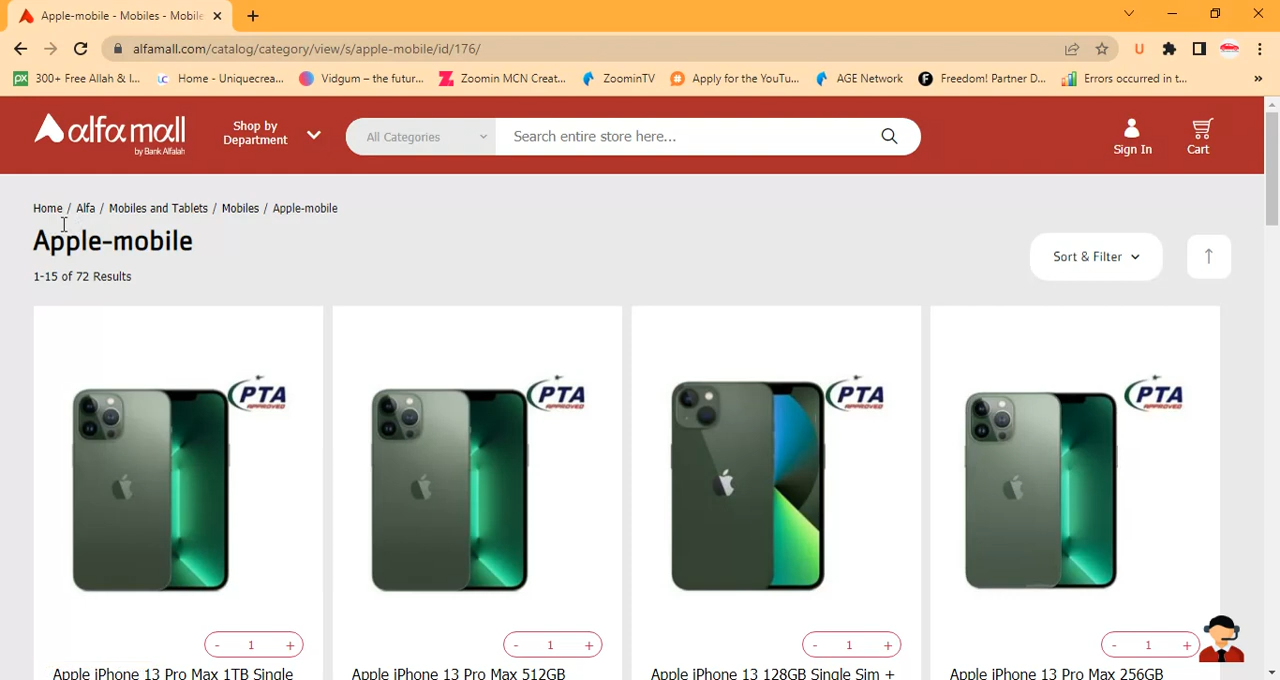 Apple-mobile - Mobiles - Mobile
alfamall.com/catalog/category/view/s/apple-mobile/id/176/
U
300+ Free Allah & I...
Home - Uniquecrea...
Vidgum – the futur...
Zoomin MCN Creat...
ZoominTV
Apply for the YouTu...
AGE Network
Freedom! Partner D...
Errors occurred in t...
»
alfa mall
by Bank Alfalah
Shop by
Department
All Categories
Search entire store here...
Sign In
Cart
Home / Alfa / Mobiles and Tablets / Mobiles / Apple-mobile
Apple-mobile
1-15 of 72 Results
Sort & Filter
PTA
APPROVED
PTA
APPROVED
PTA
APPROVED
PTA
APPROVED
- 1 +
- 1 +
- 1 +
- 1 +
Apple iPhone 13 Pro Max 1TB Single
Apple iPhone 13 Pro Max 512GB
Apple iPhone 13 128GB Single Sim +
Apple iPhone 13 Pro Max 256GB